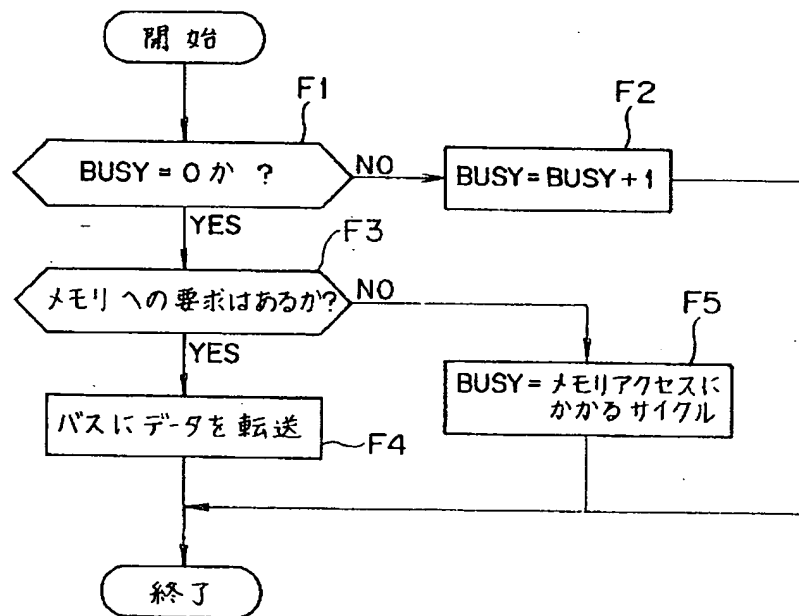 開始
F1
BUSY=0か?
NO
F2
BUSY=BUSY+1
YES
F3
メモリへの要求はあるか?
NO
F5
YES
BUSY=メモリアクセスに
かかるサイクル
バスにデータを転送
F4
終了